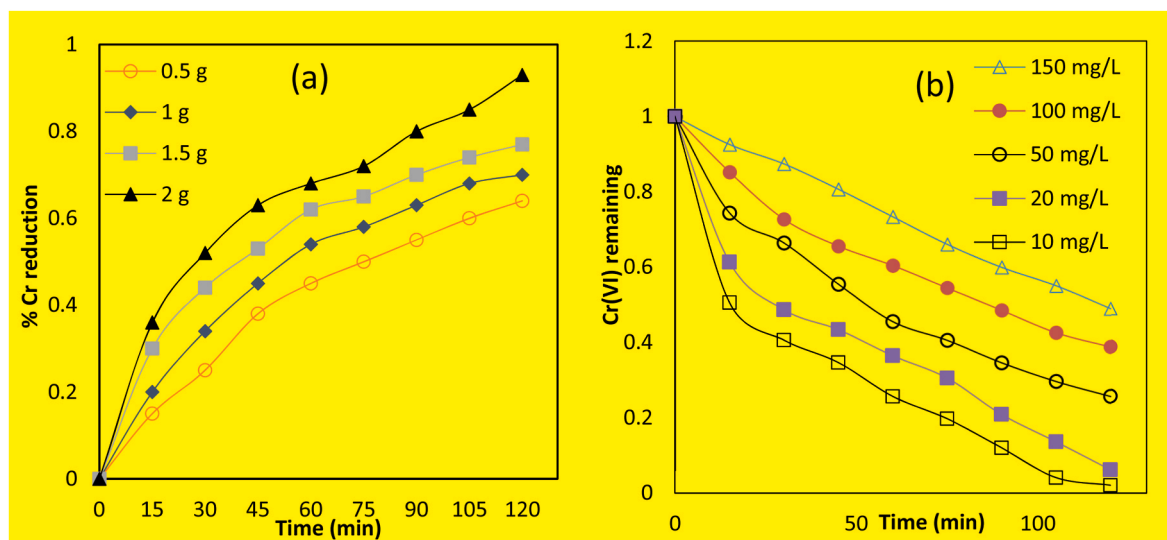 (a)
0.5 g
1 g
1.5 g
2 g
% Cr reduction
1
0.8
0.6
0.4
0.2
0
0 15 30 45 60 75 90 105 120
Time (min)
(b)
150 mg/L
100 mg/L
50 mg/L
20 mg/L
10 mg/L
Cr(VI) remaining
1.2
1
0.8
0.6
0.4
0.2
0
0 50 100
Time (min)